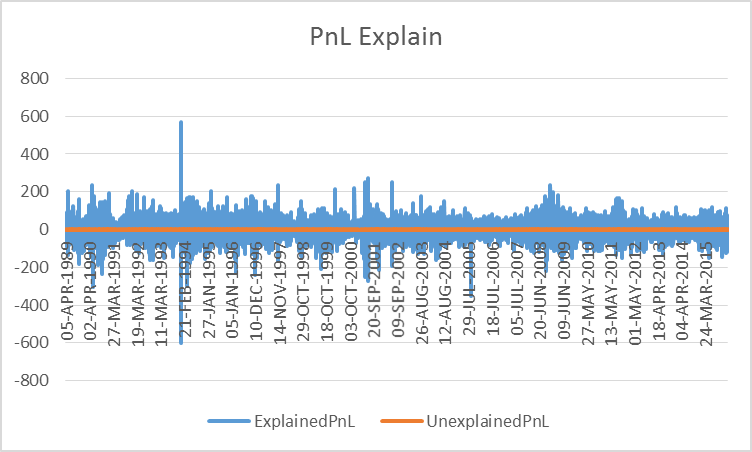 PnL Explain
800
600
400
200
0
-200
-400
-600
-800
05-APR-1989
02-APR-1990
27-MAR-1991
19-MAR-1992
11-MAR-1993
21-FEB-1994
27-JAN-1995
05-JAN-1996
10-DEC-1996
14-NOV-1997
29-OCT-1998
18-OCT-1999
03-OCT-2000
20-SEP-2001
09-SEP-2002
26-AUG-2003
12-AUG-2004
29-JUL-2005
18-JUL-2006
05-JUL-2007
20-JUN-2008
09-JUN-2009
27-MAY-2010
13-MAY-2011
01-MAY-2012
18-APR-2013
04-APR-2014
24-MAR-2015
ExplainedPnL UnexplainedPnL